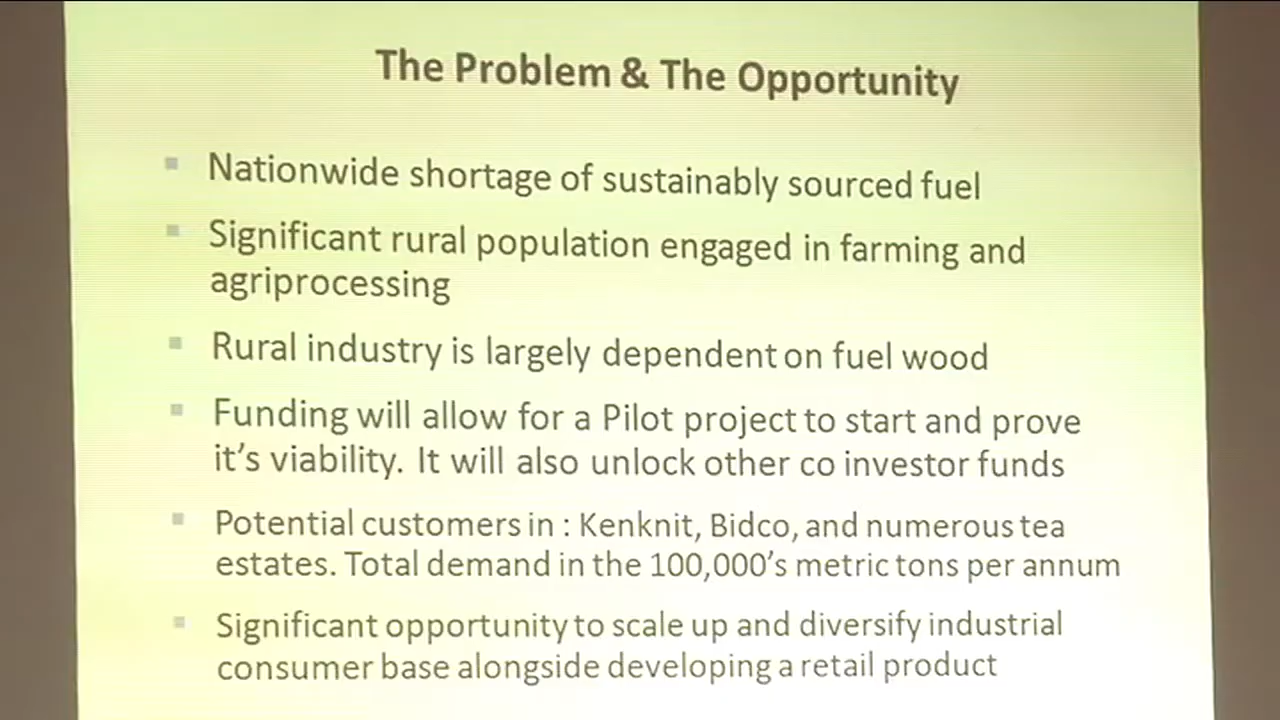 The Problem & The Opportunity
Nationwide shortage of sustainably sourced fuel
Significant rural population engaged in farming and
agriprocessing
Rural industry is largely dependent on fuel wood
Funding will allow for a Pilot project to start and prove
it's viability. It will also unlock other co investor funds
Potential customers in : Kenknit, Bidco, and numerous tea
estates. Total demand in the 100,000's metric tons per annum
Significant opportunity to scale up and diversify industrial
consumer base alongside developing a retail product